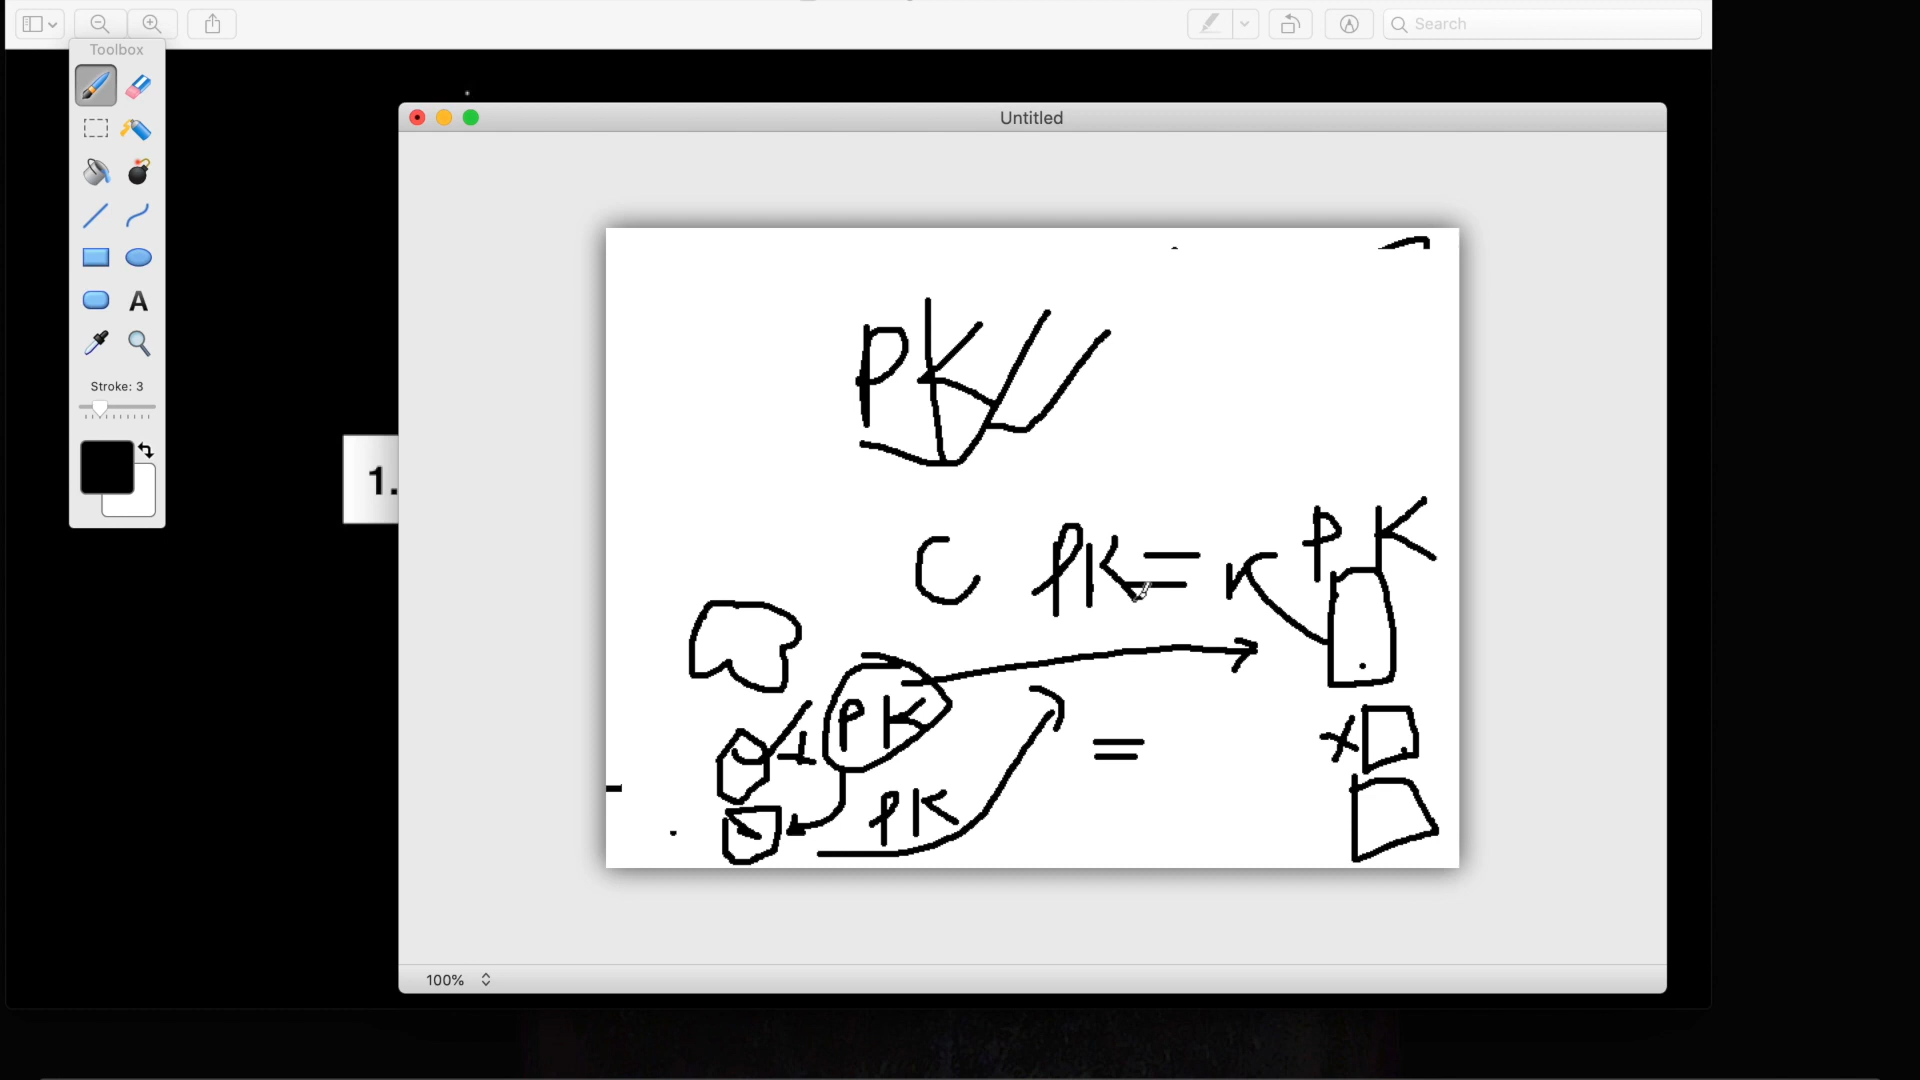 Search
Toolbox
Untitled
Stroke: 3
1.
PK
PK
C PK = K
PK
+
=
x
PK
100%